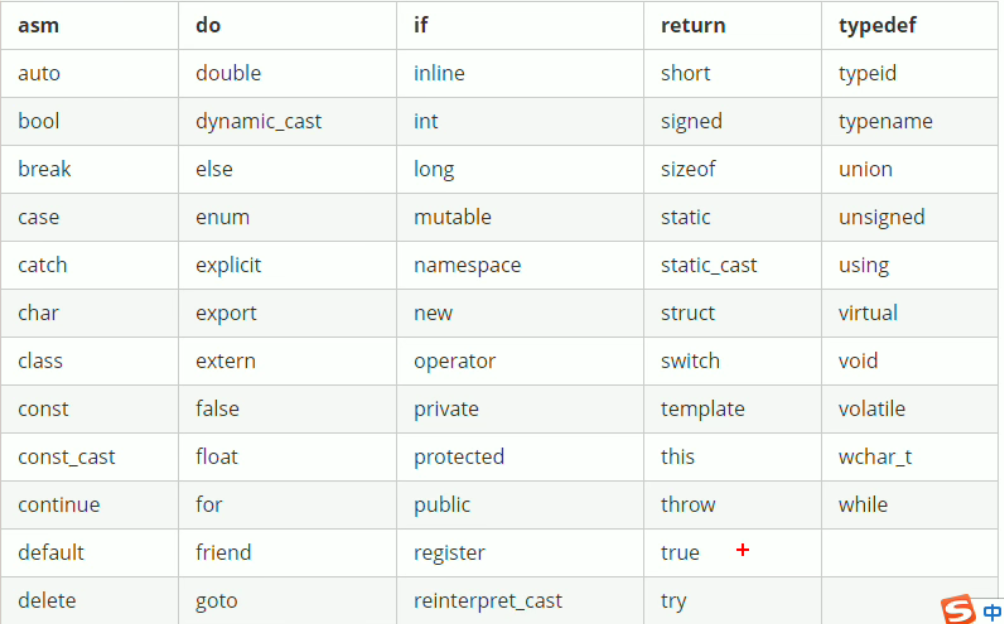 asm do if return typedef
auto double inline short typeid
bool dynamic_cast int signed typename
break else long sizeof union
case enum mutable static unsigned
catch explicit namespace static_cast using
char export new struct virtual
class extern operator switch void
const false private template volatile
const_cast float protected this wchar_t
continue for public throw while
default friend register true +
delete goto reinterpret_cast try
S 中